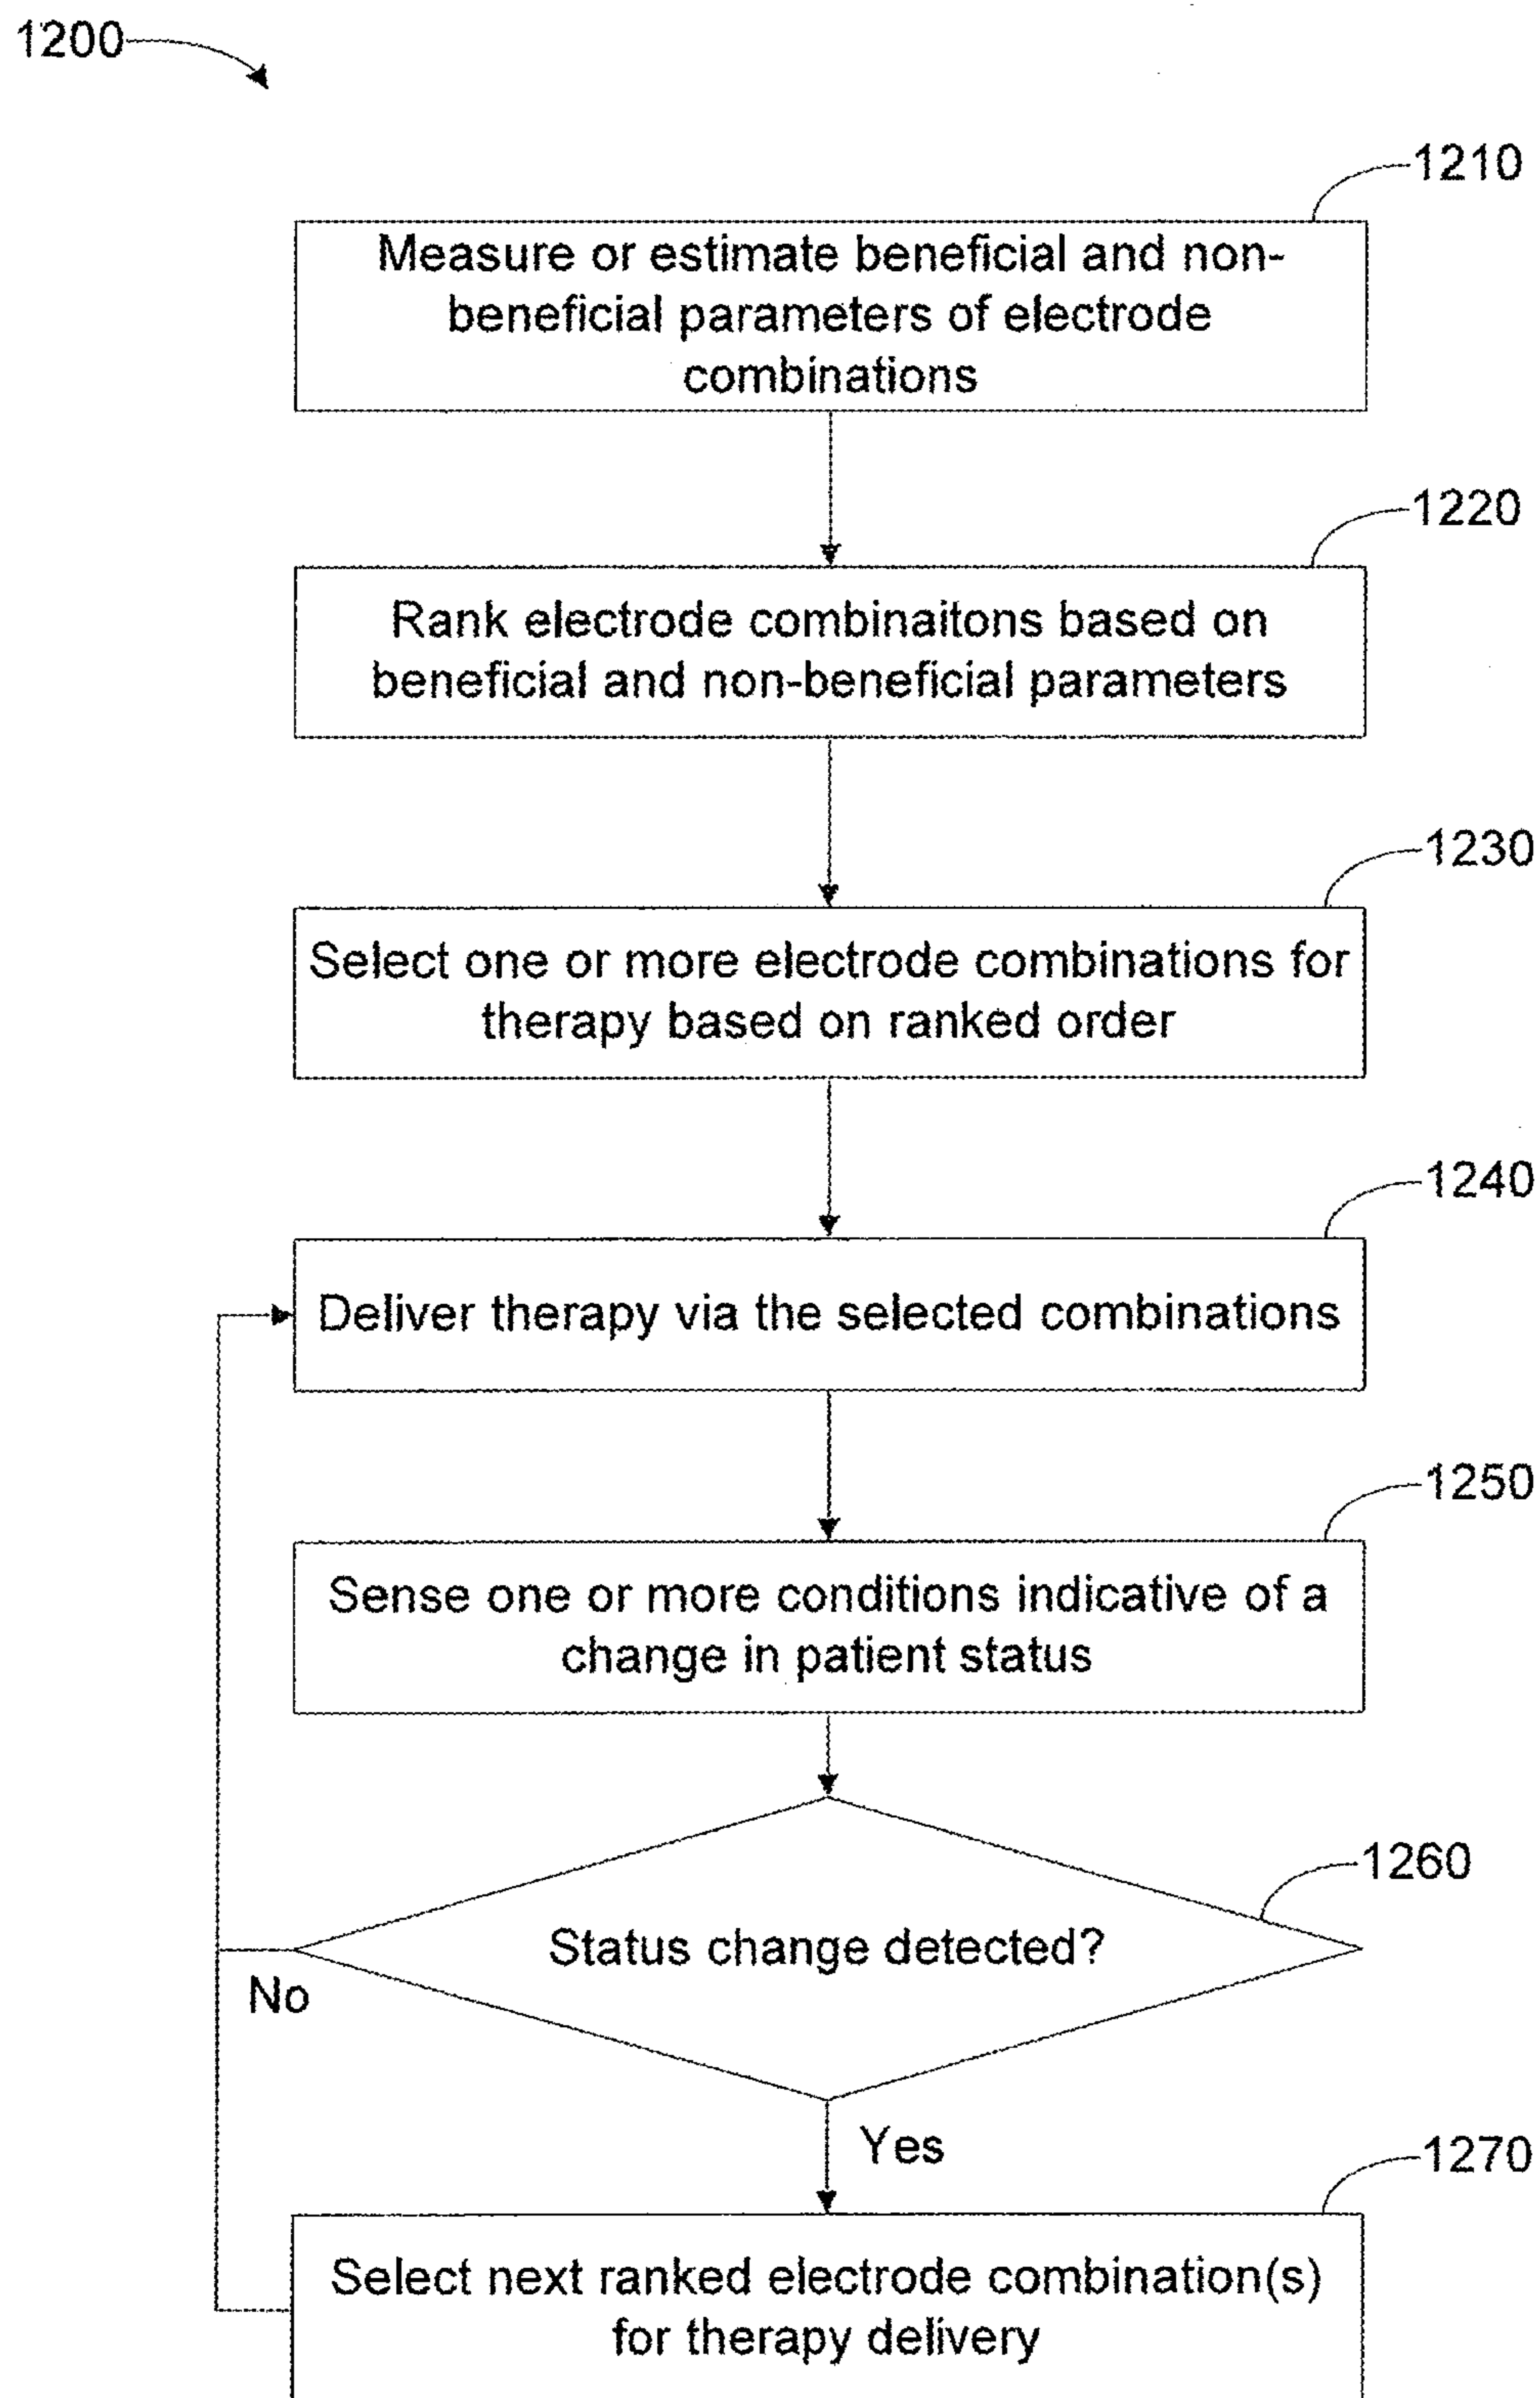 1200
1210
Measure or estimate beneficial and non-
beneficial parameters of electrode
combinations
1220
Rank electrode combinaitons based on
beneficial and non-beneficial parameters
1230
Select one or more electrode combinations for
therapy based on ranked order
1240
Deliver therapy via the selected combinations
1250
Sense one or more conditions indicative of a
change in patient status
1260
Status change detected?
No
Yes
1270
Select next ranked electrode combination(s)
for therapy delivery